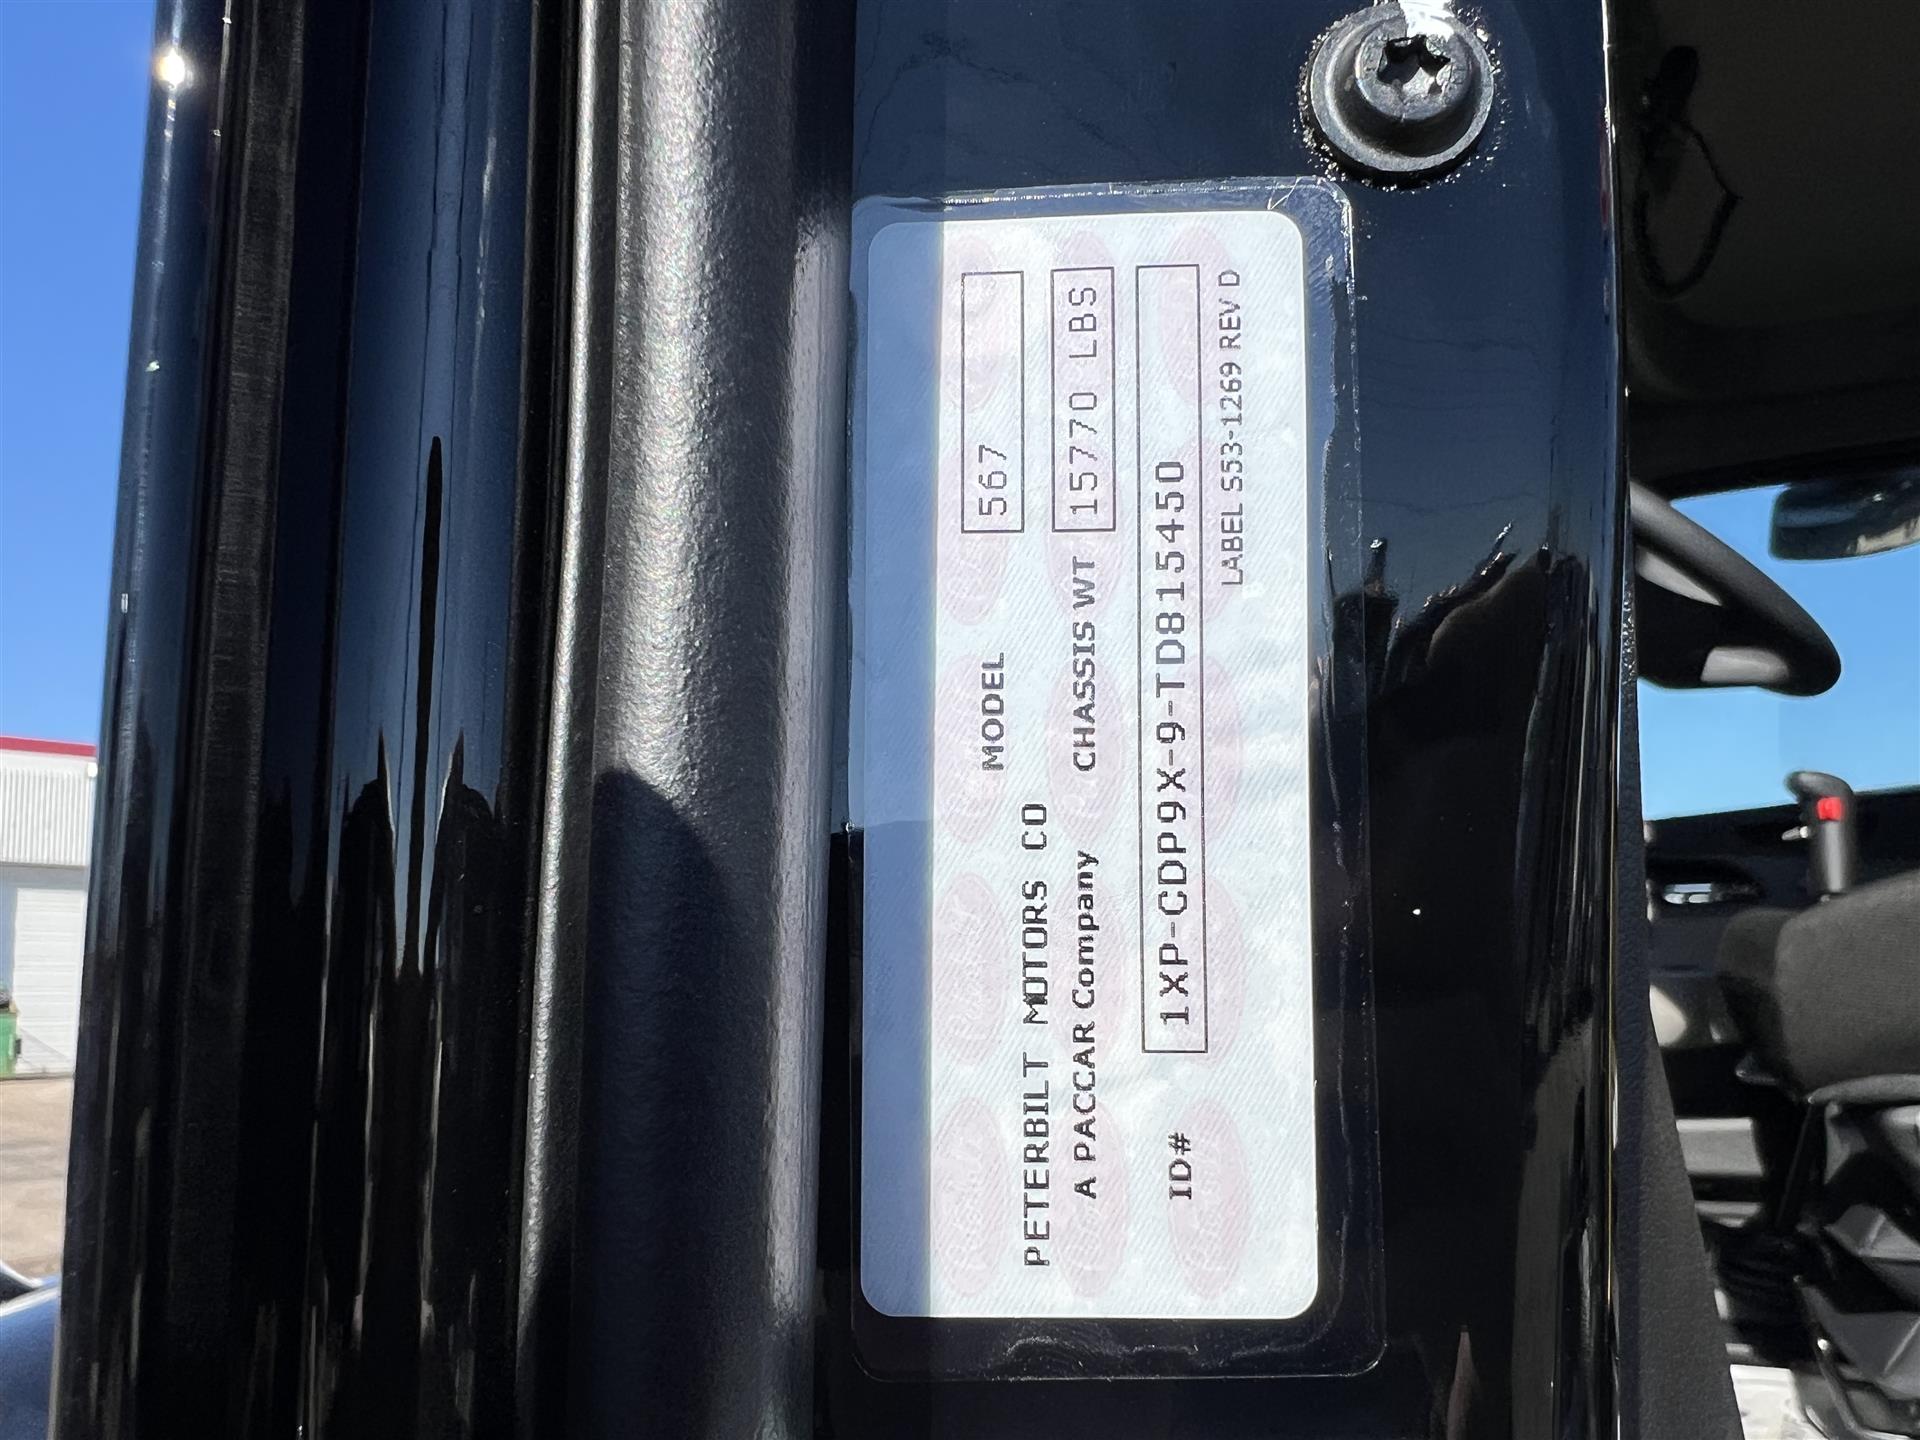 MODEL 567
PETERBILT MOTORS CO
A PACCAR Company CHASSIS WT 15770 LBS
ID# 1XP-CDP9X-9-TD815450
LABEL S53-1269 REV D